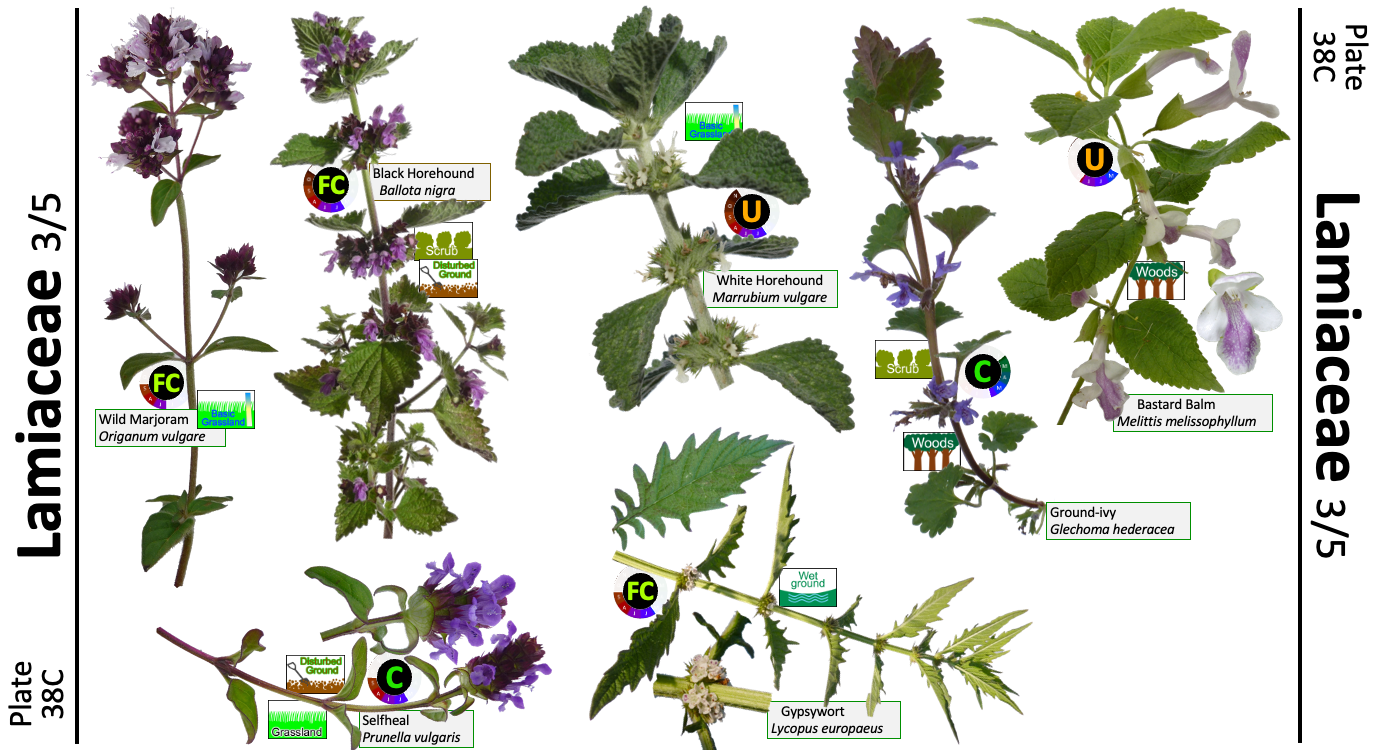 Lamiaceae 3/5
Plate
38C
FC
Wild Marjoram
Origanum vulgare
Basic
Grassland
FC
Black Horehound
Ballota nigra
Scrub
Disturbed
Ground
Basic
Grassland
U
White Horehound
Marrubium vulgare
Scrub
C
Woods
Ground-ivy
Glechoma hederacea
U
Woods
Bastard Balm
Melittis melissophyllum
Disturbed
Ground
C
Grassland
Selfheal
Prunella vulgaris
FC
Wet
ground
Gypsywort
Lycopus europaeus
Plate
38C
Lamiaceae 3/5